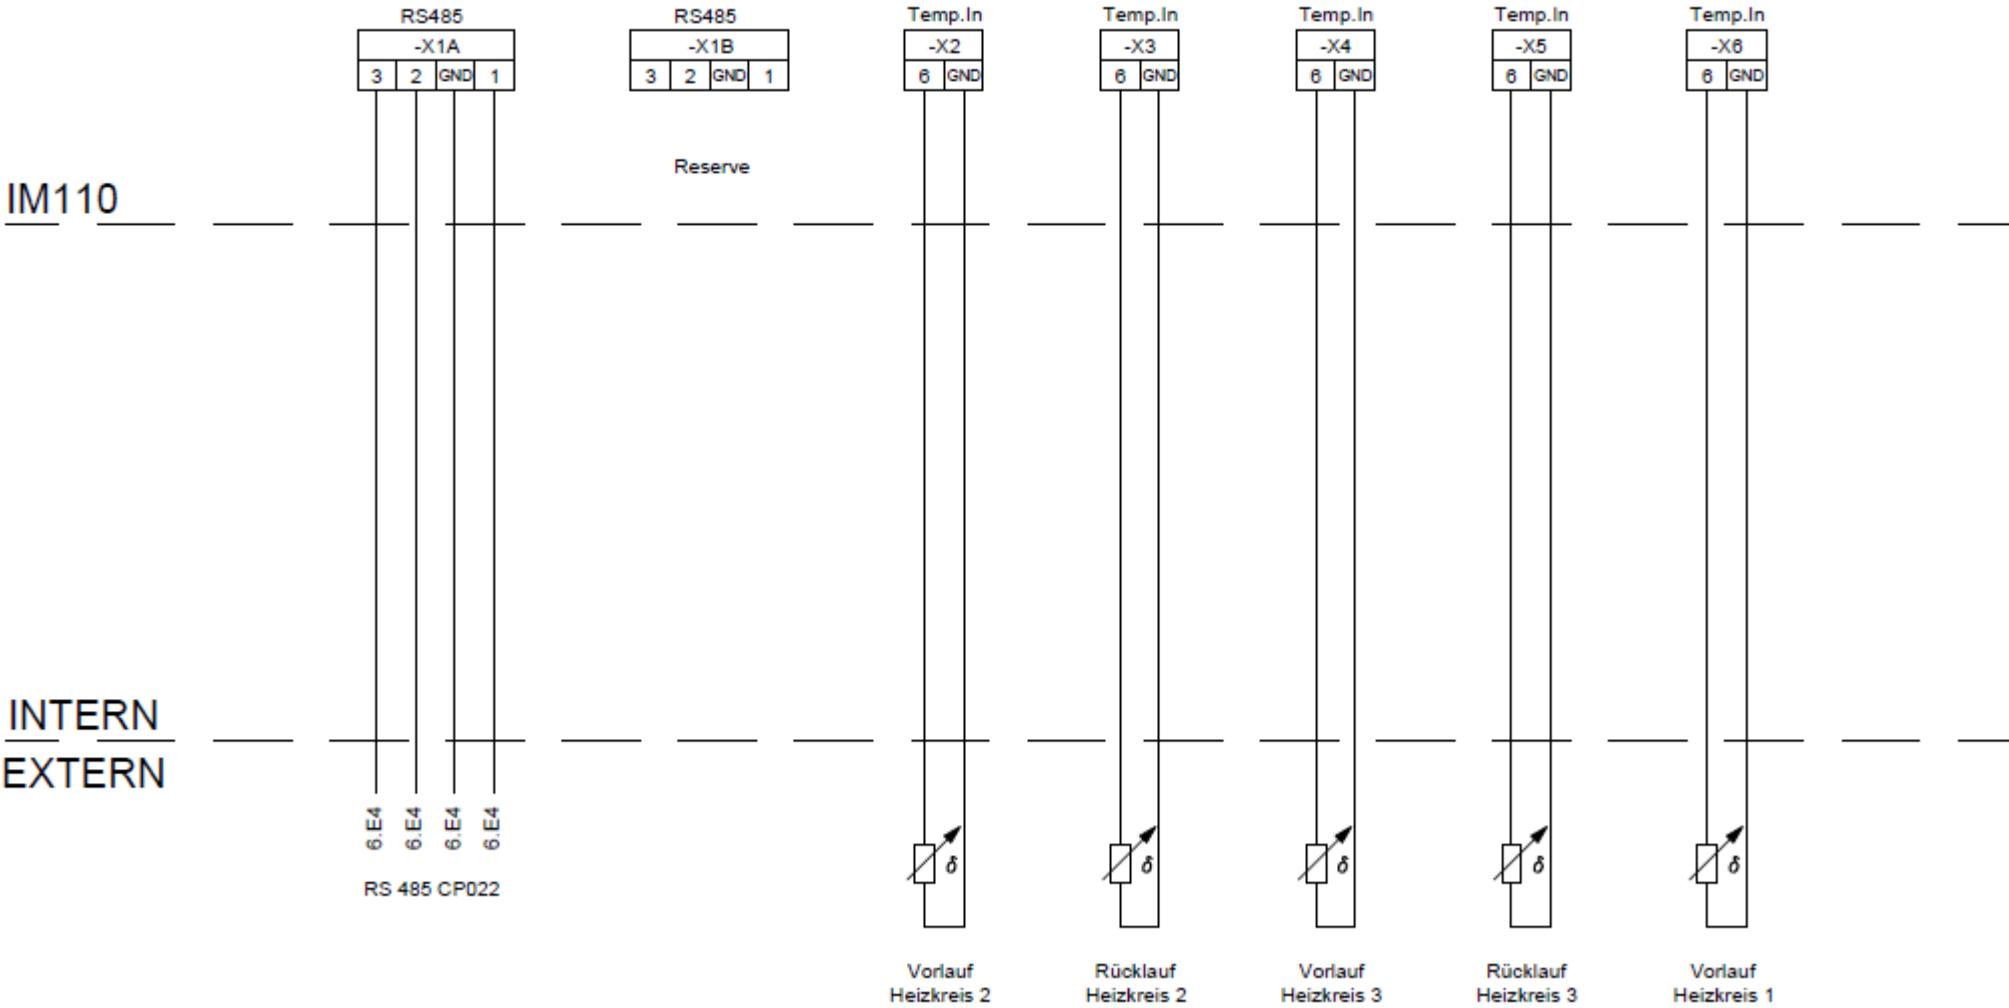 RS485
-X1A
3 2 GND 1
RS485
-X1B
3 2 GND 1
Reserve
Temp.In
-X2
6 GND
Temp.In
-X3
6 GND
Temp.In
-X4
6 GND
Temp.In
-X5
6 GND
Temp.In
-X6
6 GND
IM110
INTERN
EXTERN
6.E4
6.E4
6.E4
6.E4
RS 485 CP022
δ
δ
δ
δ
δ
Vorlauf
Heizkreis 2
Rücklauf
Heizkreis 2
Vorlauf
Heizkreis 3
Rücklauf
Heizkreis 3
Vorlauf
Heizkreis 1